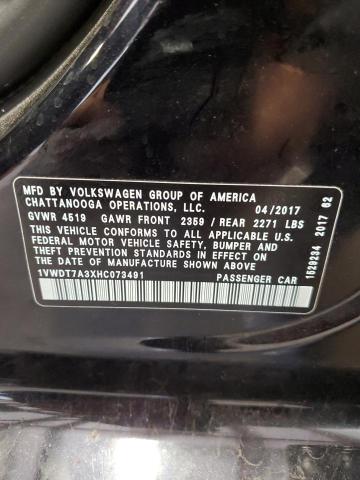 MFD BY VOLKSWAGEN GROUP OF AMERICA
CHATTANOOGA OPERATIONS, LLC. 04/2017
GVWR 4519 GAWR FRONT 2359 / REAR 2271 LBS
THIS VEHICLE CONFORMS TO ALL APPLICABLE U.S.
FEDERAL MOTOR VEHICLE SAFETY, BUMPER AND
THEFT PREVENTION STANDARDS IN EFFECT ON THE
DATE OF MANUFACTURE SHOWN ABOVE.
1VWDT7A3XHC073491 PASSENGER CAR
1529234 2017 62